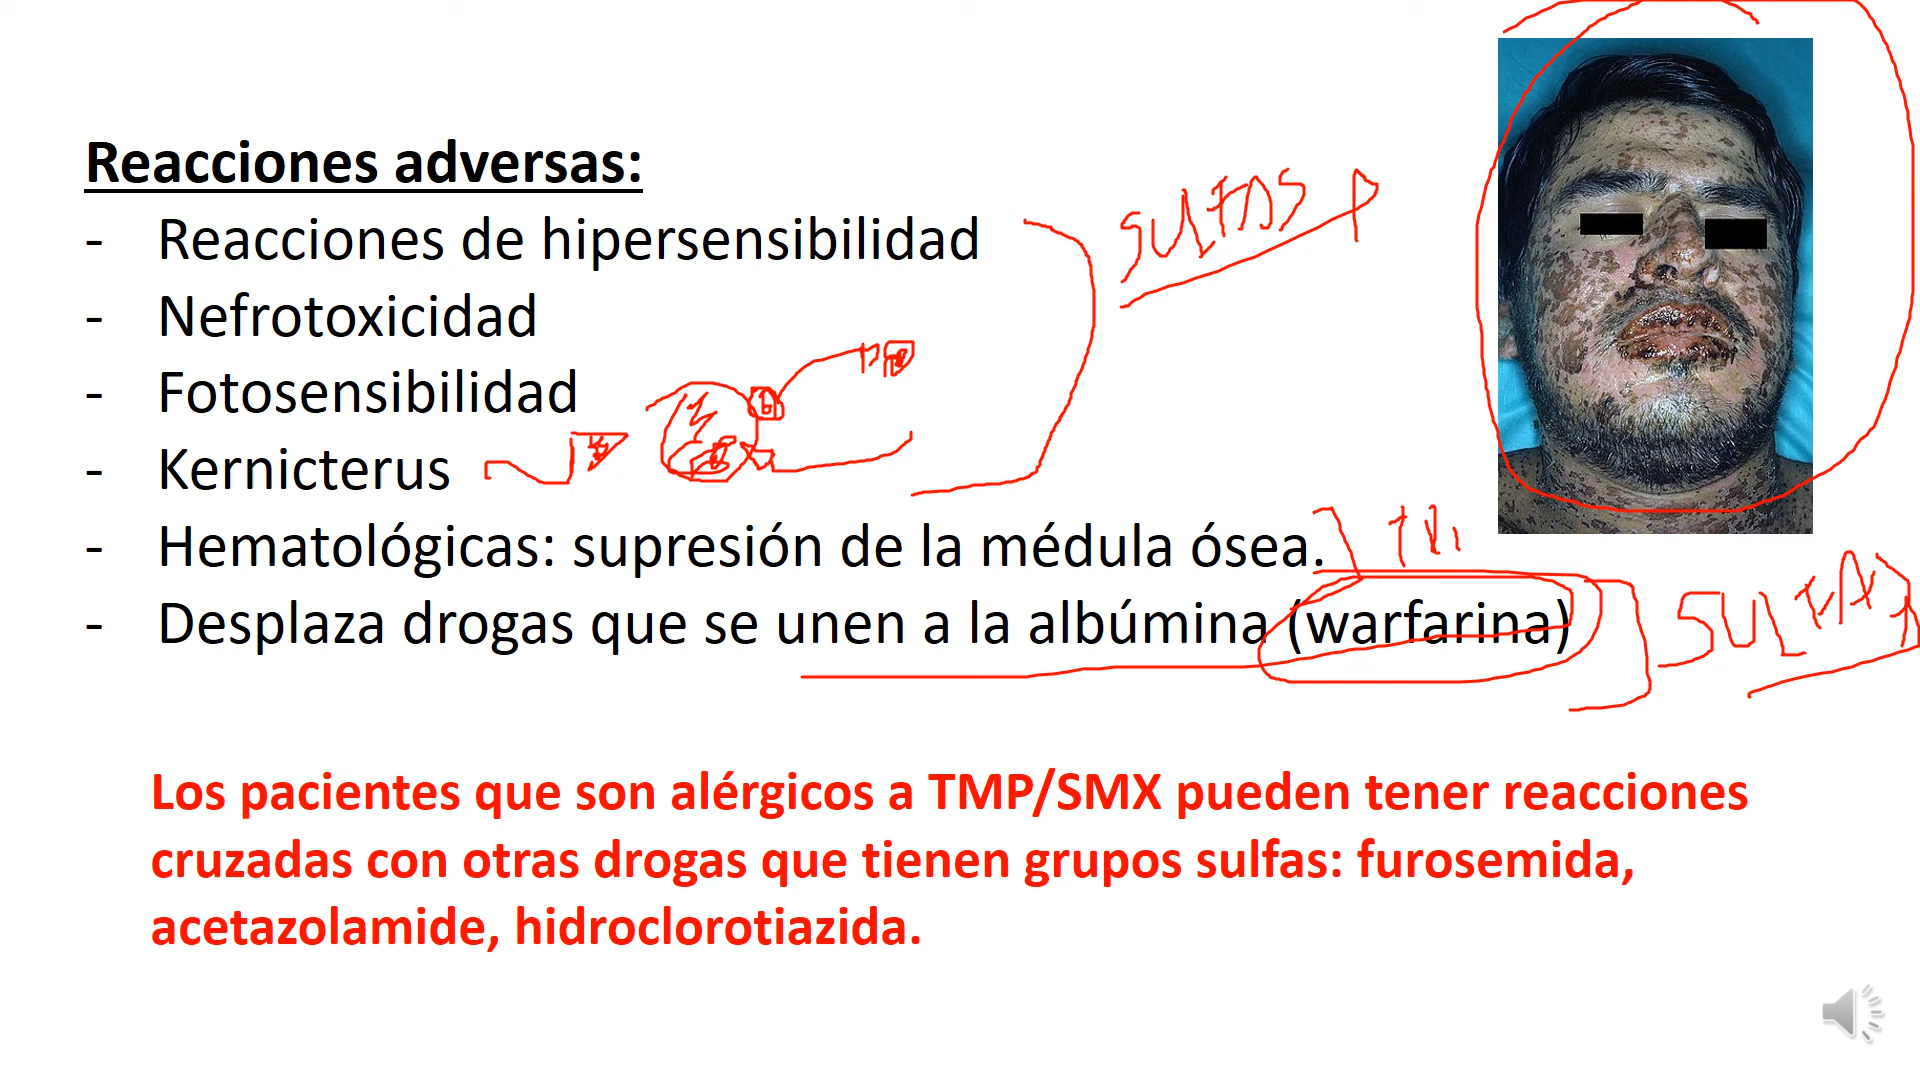 Reacciones adversas:
- Reacciones de hipersensibilidad
- Nefrotoxicidad
- Fotosensibilidad
- Kernicterus
- Hematológicas: supresión de la médula ósea.
- Desplaza drogas que se unen a la albúmina (warfarina)
SULFAS
Los pacientes que son alérgicos a TMP/SMX pueden tener reacciones
cruzadas con otras drogas que tienen grupos sulfas: furosemida,
acetazolamide, hidroclorotiazida.